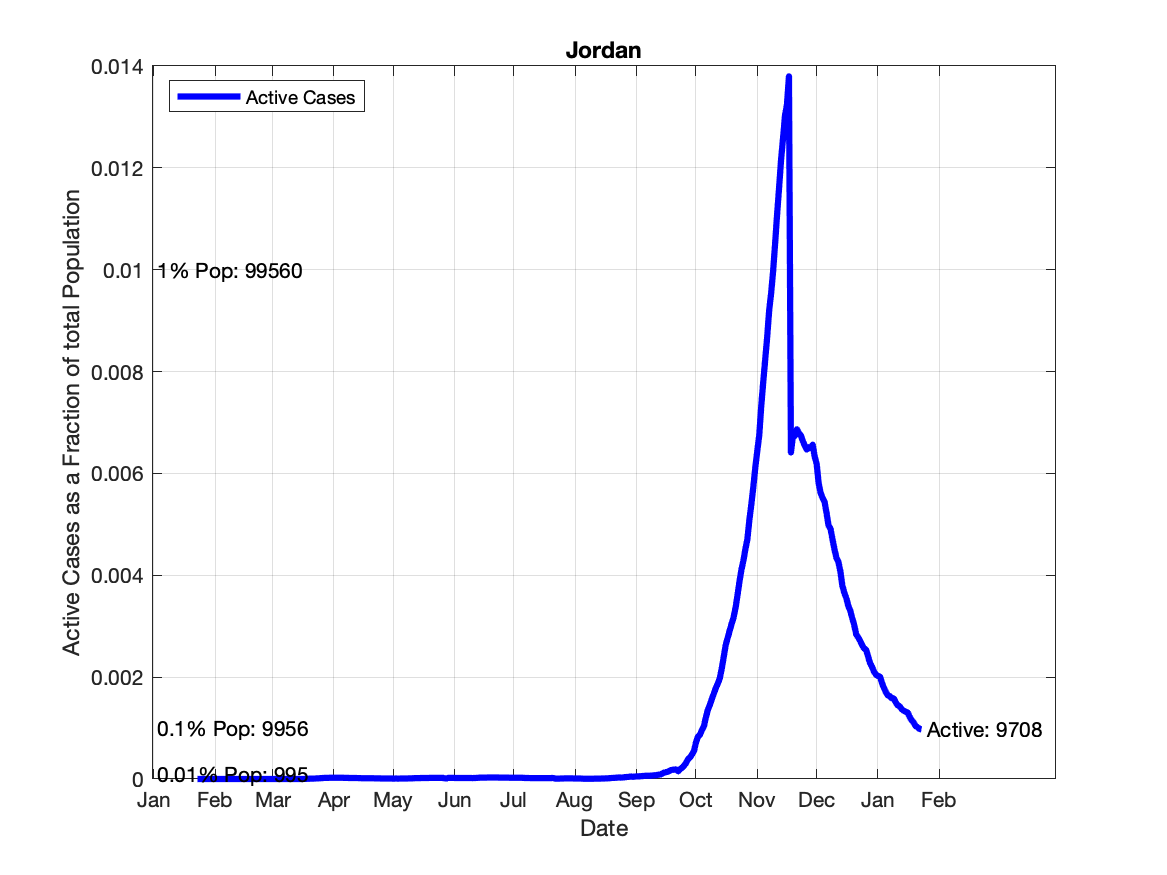 Jordan
Active Cases
Active Cases as a Fraction of total Population
0.014
0.012
0.01
0.008
0.006
0.004
0.002
0
1% Pop: 99560
0.1% Pop: 9956
0.01% Pop: 995
Active: 9708
Jan Feb Mar Apr May Jun Jul Aug Sep Oct Nov Dec Jan Feb
Date